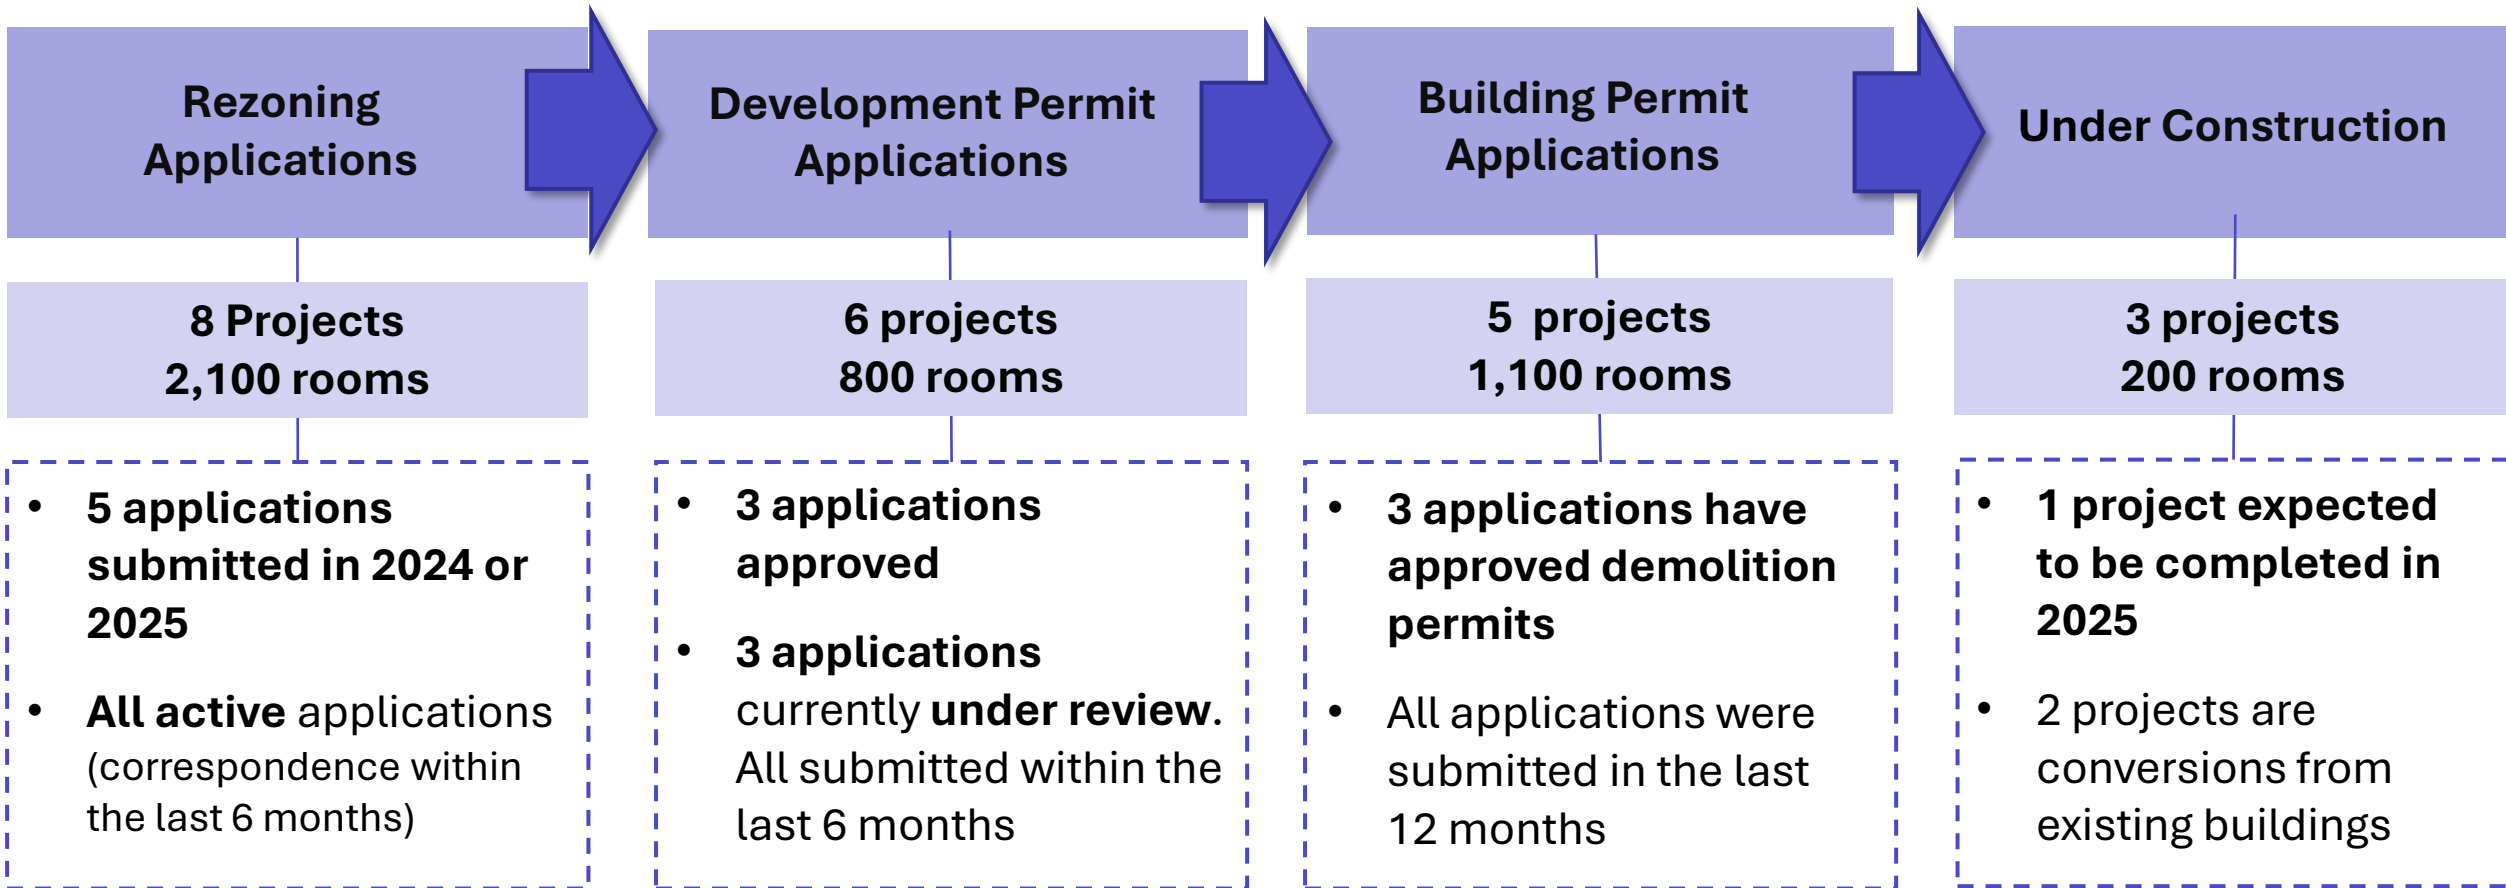 Rezoning
Applications
Development Permit
Applications
Building Permit
Applications
Under Construction
8 Projects
2,100 rooms
6 projects
800 rooms
5  projects
1,100 rooms
3 projects
200 rooms
• 5 applications
submitted in 2024 or
2025
• All active applications
(correspondence within
the last 6 months)
• 3 applications
approved
• 3 applications
currently under review.
All submitted within the
last 6 months
• 3 applications have
approved demolition
permits
• All applications were
submitted in the last
12 months
• 1 project expected
to be completed in
2025
• 2 projects are
conversions from
existing buildings